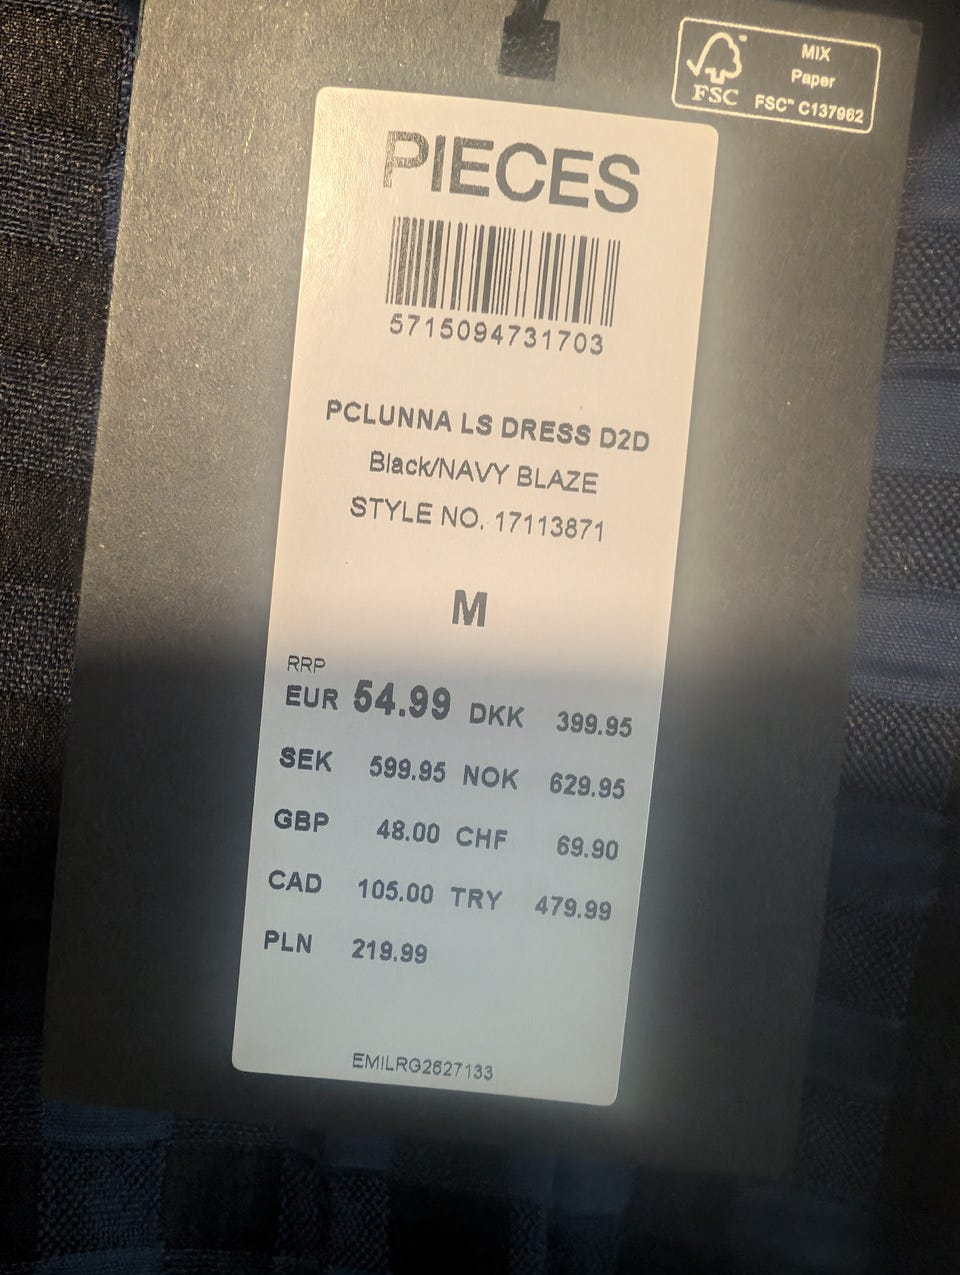 MIX
Paper
FSC™ FSC™ C137982
PIECES
5715094731703
PCLUNNA LS DRESS D2D
Black/NAVY BLAZE
STYLE NO. 17113871
M
RRP
EUR 54.99 DKK 399.95
SEK 599.95 NOK 629.95
GBP 48.00 CHF 69.90
CAD 105.00 TRY 479.99
PLN 219.99
EMILRG2627133